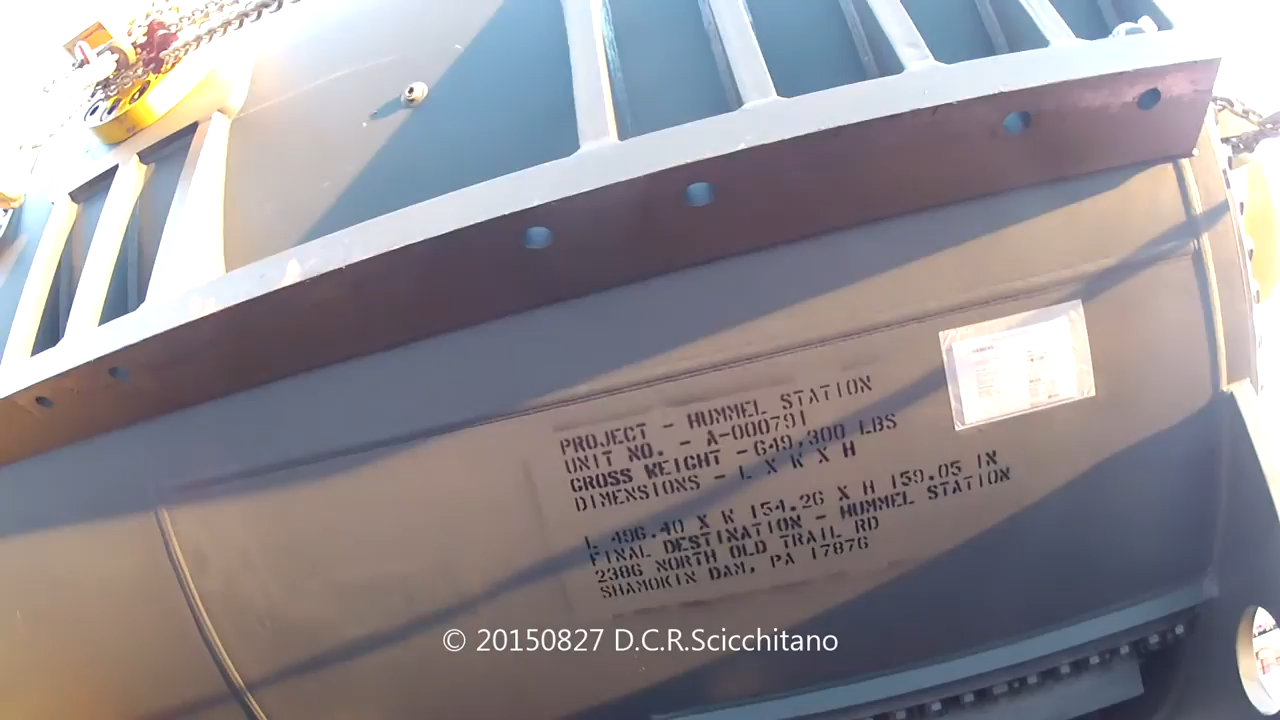 PROJECT - HUMMEL STATION
UNIT NO. - A-000791
GROSS WEIGHT - 649,300 LBS
DIMENSIONS - L X W X H
L 496.40 X W 154.26 X H 159.05 IN
FINAL DESTINATION - HUMMEL STATION
2386 NORTH OLD TRAIL RD
SHAMOKIN DAM, PA 17876
© 20150827 D.C.R.Scicchitano